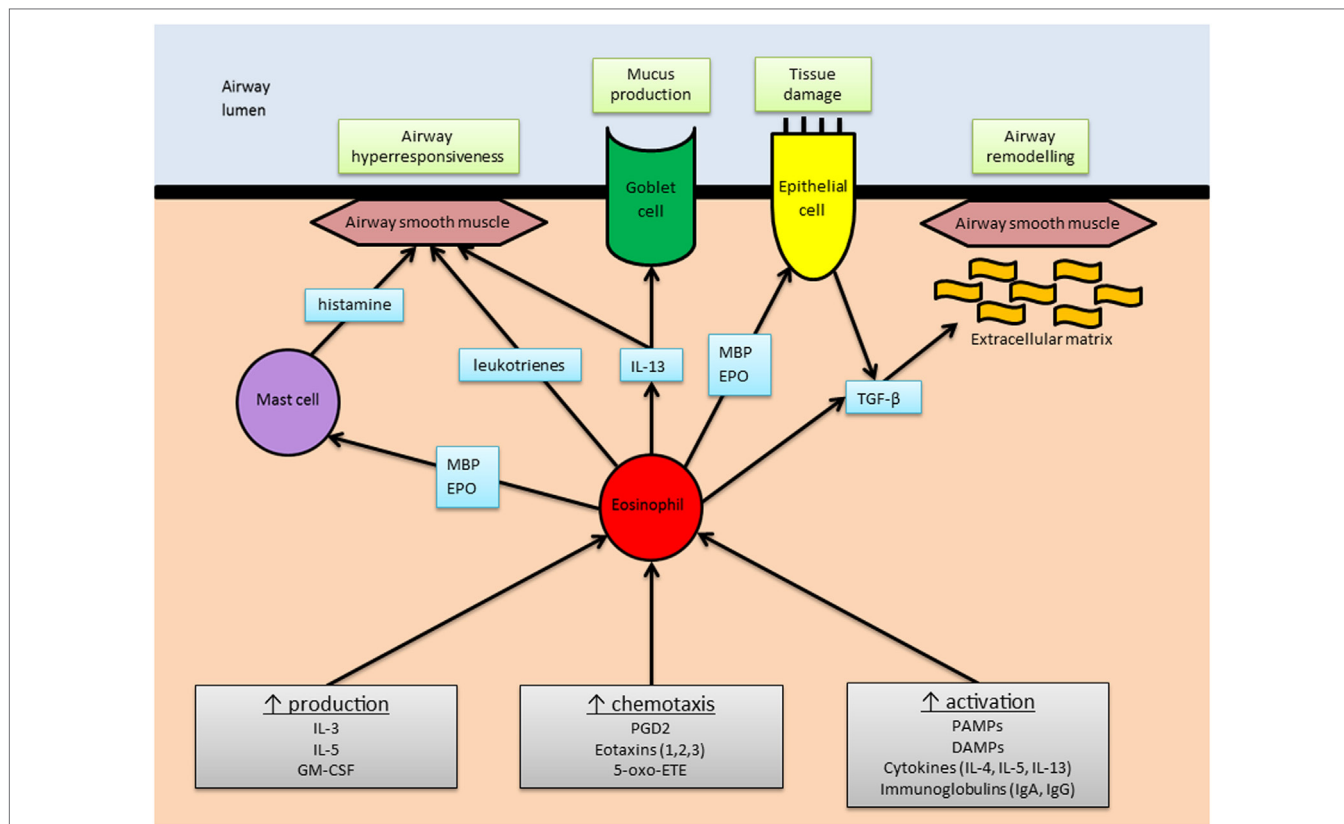 Airway
lumen
Mucus
production
Tissue
damage
Airway
hyperresponsiveness
Airway
remodelling
Goblet
cell
Epithelial
cell
Airway smooth muscle
Airway smooth muscle
histamine
leukotrienes
IL-13
MBP
EPO
Extracellular matrix
TGF-β
Mast cell
MBP
EPO
Eosinophil
↑ production
IL-3
IL-5
GM-CSF
↑ chemotaxis
PGD2
Eotaxins (1,2,3)
5-oxo-ETE
↑ activation
PAMPs
DAMPs
Cytokines (IL-4, IL-5, IL-13)
Immunoglobulins (IgA, IgG)